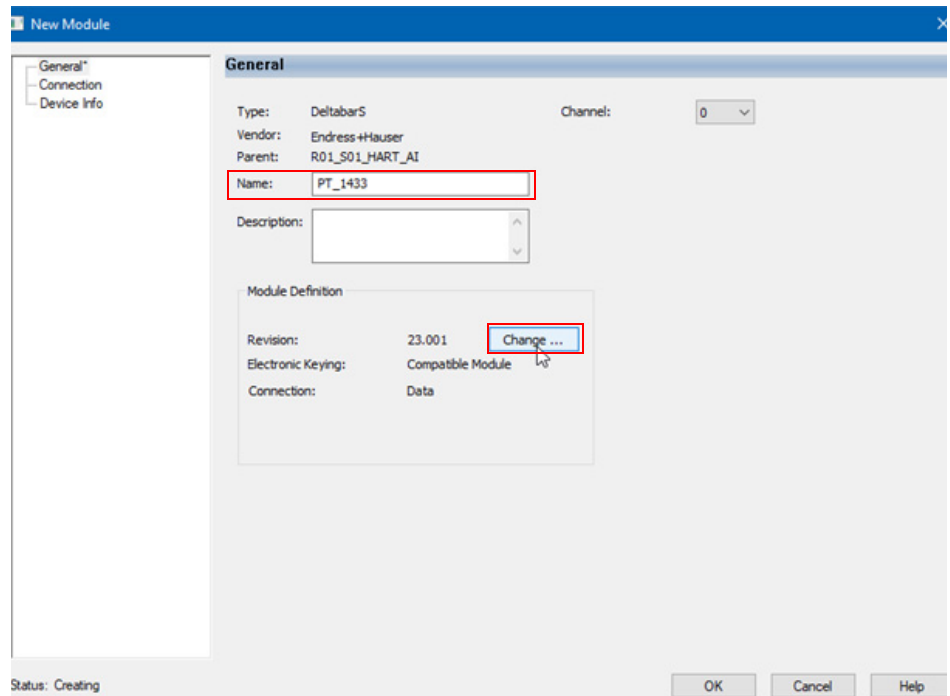 New Module
General*
Connection
Device Info
General
Type: DeltabarS Channel: 0
Vendor: Endress+Hauser
Parent: R01_S01_HART_AI
Name: PT_1433
Description:
Module Definition
Revision: 23.001 Change ...
Electronic Keying: Compatible Module
Connection: Data
Status: Creating OK Cancel Help